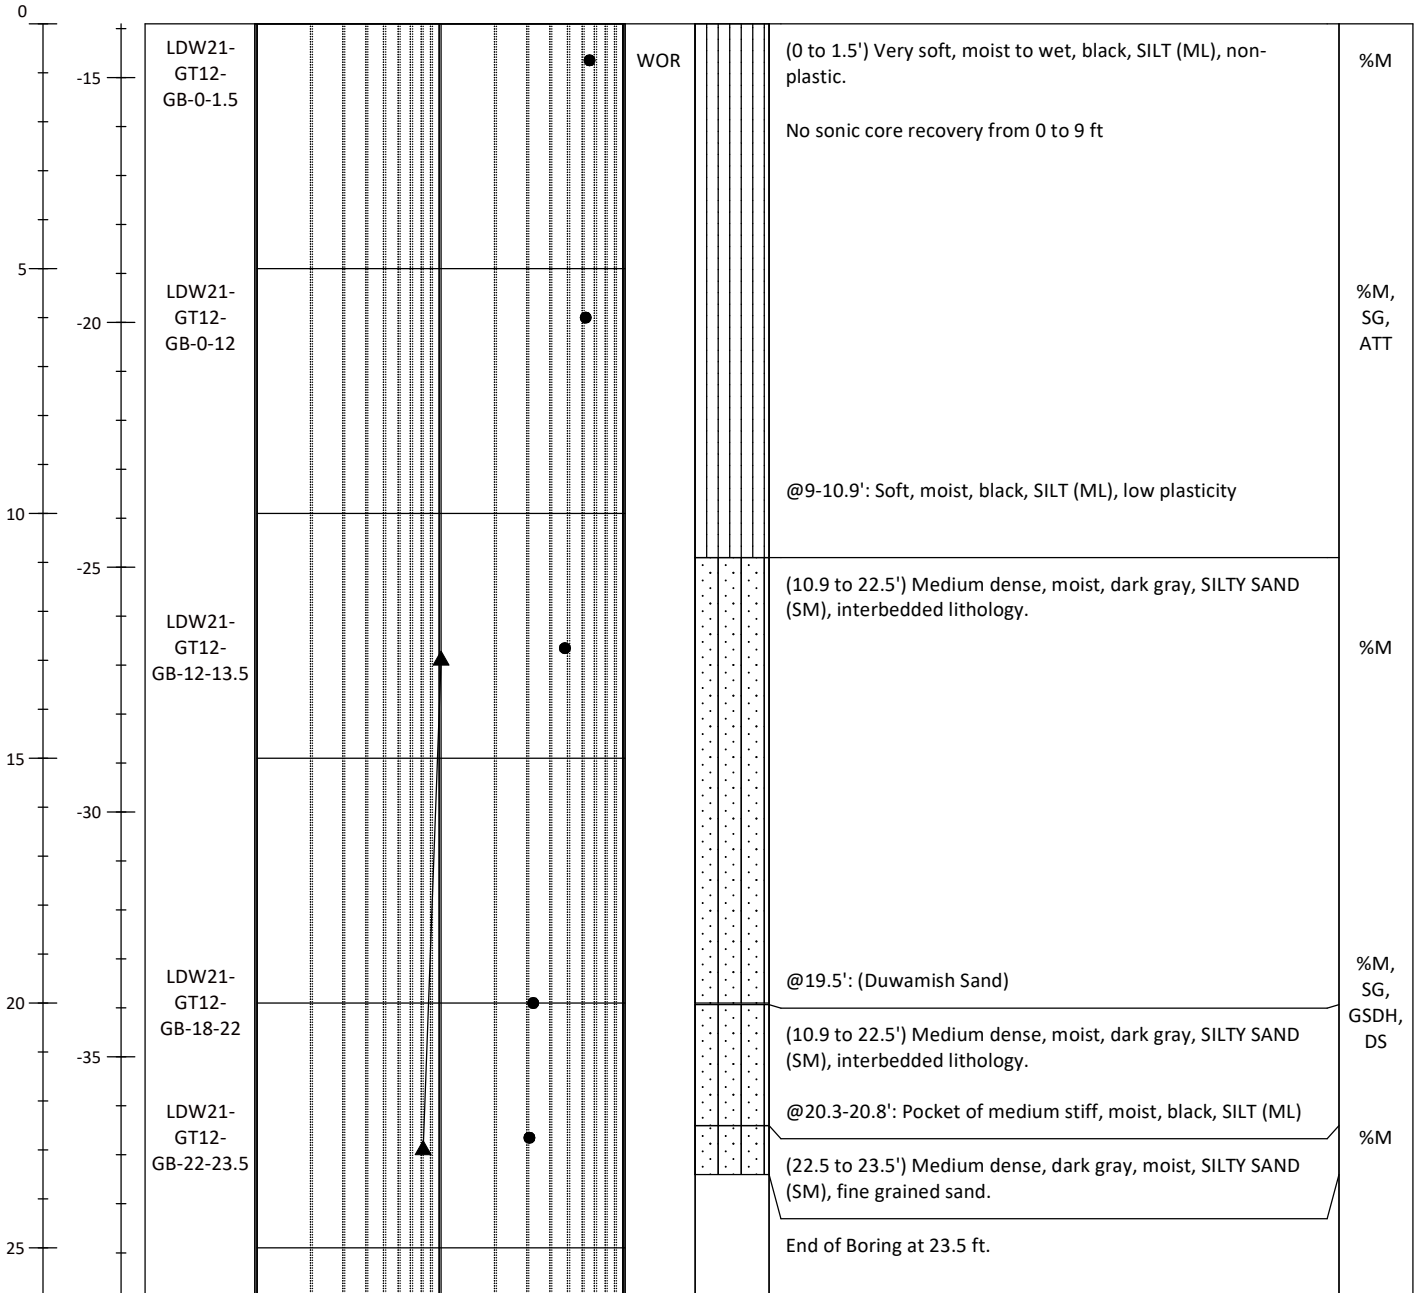 0
LDW21-
GT12-
GB-0-1.5
WOR
(0 to 1.5') Very soft, moist to wet, black, SILT (ML), non-
plastic.
%M
-15
No sonic core recovery from 0 to 9 ft
5
LDW21-
GT12-
GB-0-12
-20
%M,
SG,
ATT
@9-10.9': Soft, moist, black, SILT (ML), low plasticity
10
-25
(10.9 to 22.5') Medium dense, moist, dark gray, SILTY SAND
(SM), interbedded lithology.
LDW21-
GT12-
GB-12-13.5
%M
15
-30
LDW21-
GT12-
GB-18-22
@19.5': (Duwamish Sand)
%M,
SG,
GSDH,
DS
20
(10.9 to 22.5') Medium dense, moist, dark gray, SILTY SAND
(SM), interbedded lithology.
-35
@20.3-20.8': Pocket of medium stiff, moist, black, SILT (ML)
LDW21-
GT12-
GB-22-23.5
%M
(22.5 to 23.5') Medium dense, dark gray, moist, SILTY SAND
(SM), fine grained sand.
25
End of Boring at 23.5 ft.